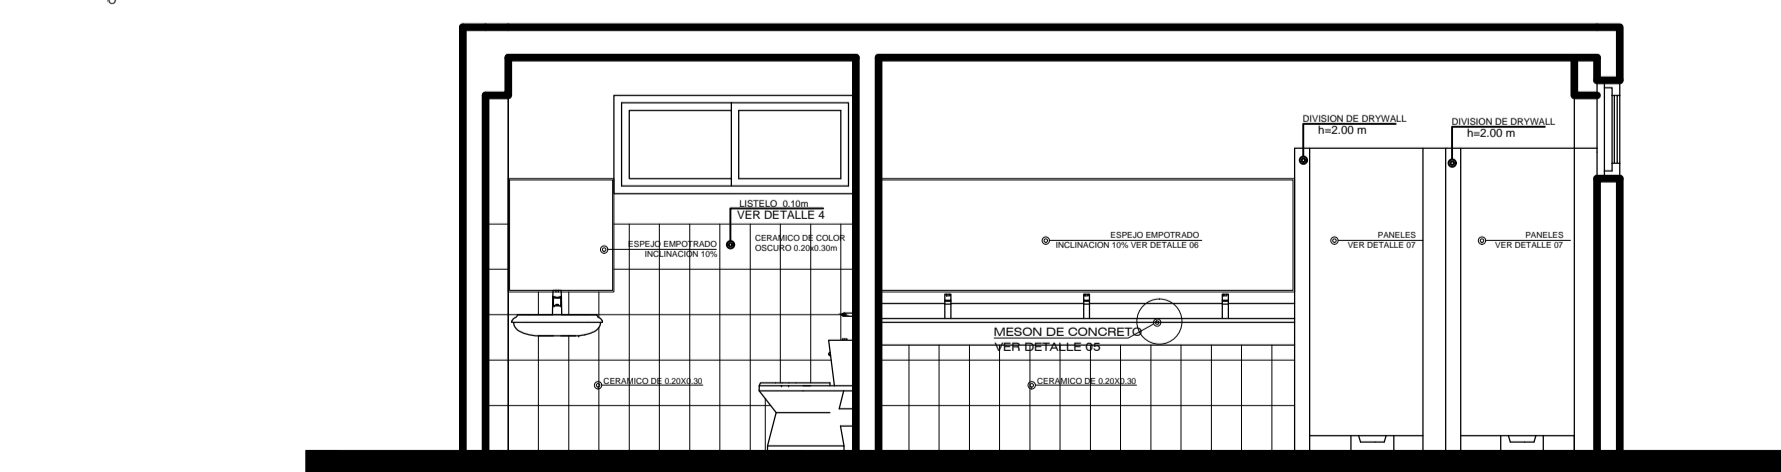 DIVISION DE DRYWALL
h=2.00 m
DIVISION DE DRYWALL
h=2.00 m
LISTELO 0.10m
VER DETALLE 4
ESPEJO EMPOTRADO
INCLINACION 10%
CERAMICO DE COLOR
OSCURO 0.20x0.30m
ESPEJO EMPOTRADO
INCLINACION 10% VER DETALLE 06
PANELES
VER DETALLE 07
PANELES
VER DETALLE 07
MESON DE CONCRETO
VER DETALLE 05
CERAMICO DE 0.20X0.30
CERAMICO DE 0.20X0.30